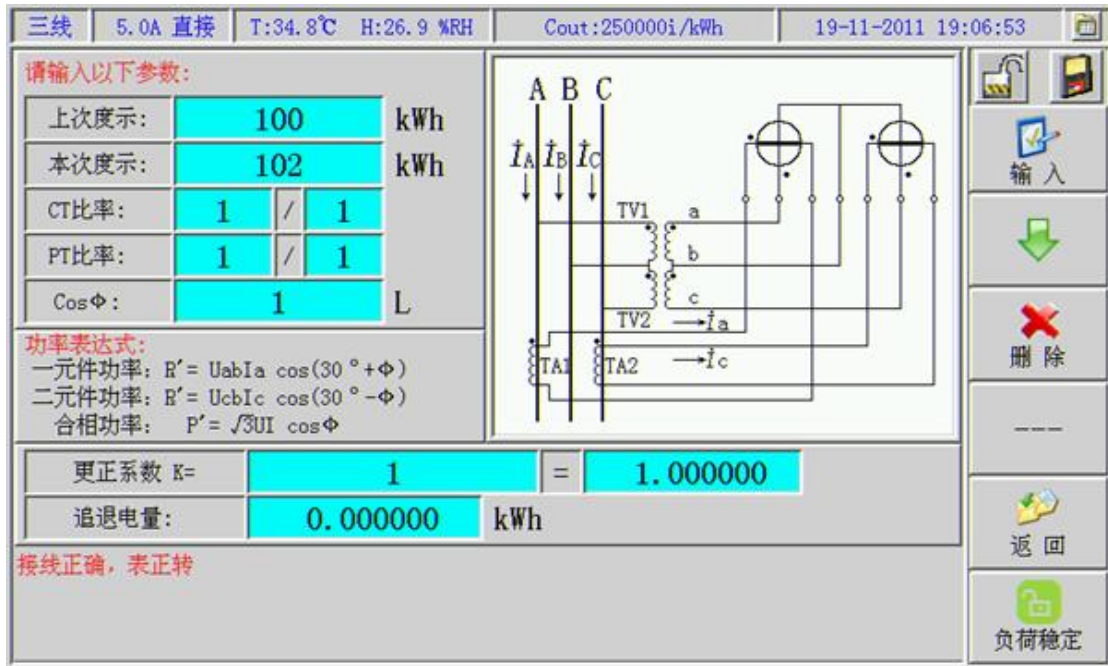 三线 5.0A 直接 T:34.8℃ H:26.9 %RH Cout:250000i/kWh 19-11-2011 19:06:53
请输入以下参数:
上次度示: 100 kWh
本次度示: 102 kWh
CT比率: 1 / 1
PT比率: 1 / 1
CosΦ: 1 L
功率表达式:
一元件功率: R′= UabIa cos(30°+Φ)
二元件功率: R′= UcbIc cos(30°-Φ)
合相功率: P′= √3UI cosΦ
A B C
İA İB İC
TV1 a
b
c
TV2 İa
TA1 TA2 İc
更正系数 K= 1 = 1.000000
追退电量: 0.000000 kWh
接线正确，表正转
输 入
删 除
---
返 回
负荷稳定